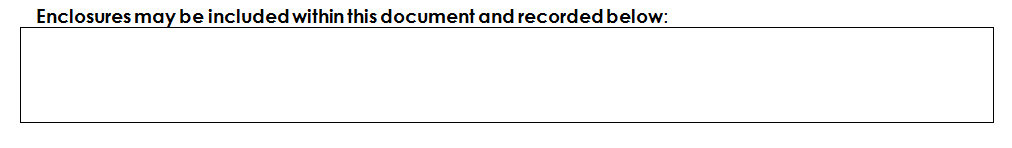 Enclosures may be included within this document and recorded below: